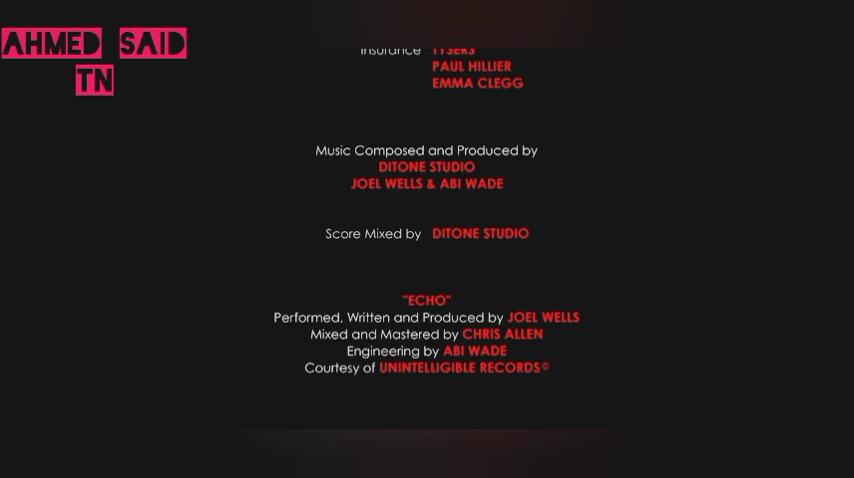 AHMED SAID
TN
Insurance TYSERS
PAUL HILLIER
EMMA CLEGG
Music Composed and Produced by
DITONE STUDIO
JOEL WELLS & ABI WADE
Score Mixed by DITONE STUDIO
"ECHO"
Performed, Written and Produced by JOEL WELLS
Mixed and Mastered by CHRIS ALLEN
Engineering by ABI WADE
Courtesy of UNINTELLIGIBLE RECORDS©